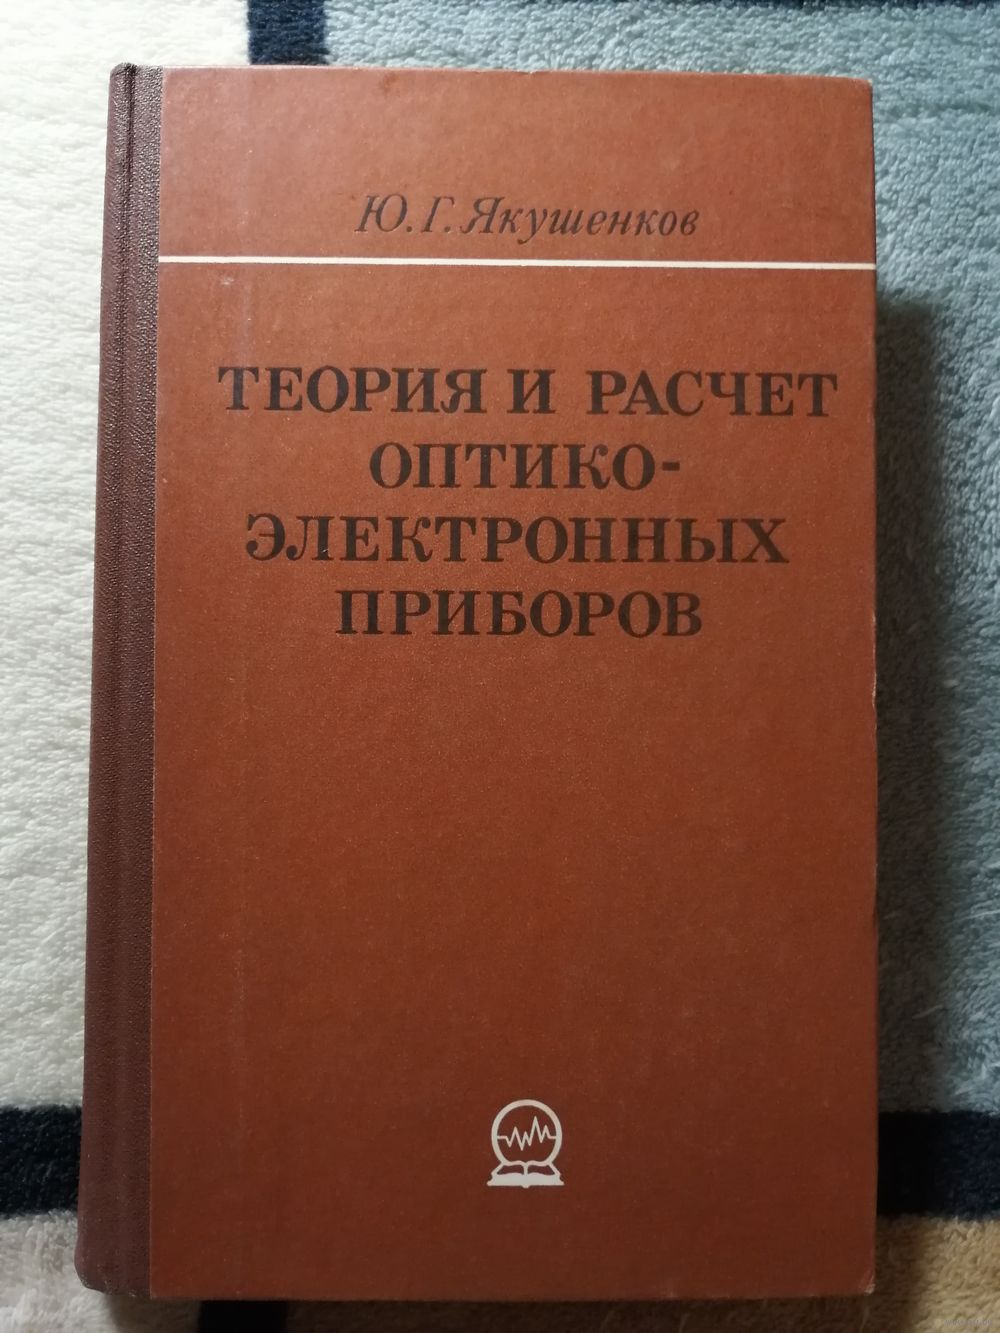 Ю. Г. Якушенков
ТЕОРИЯ И РАСЧЕТ
ОПТИКО-
ЭЛЕКТРОННЫХ
ПРИБОРОВ